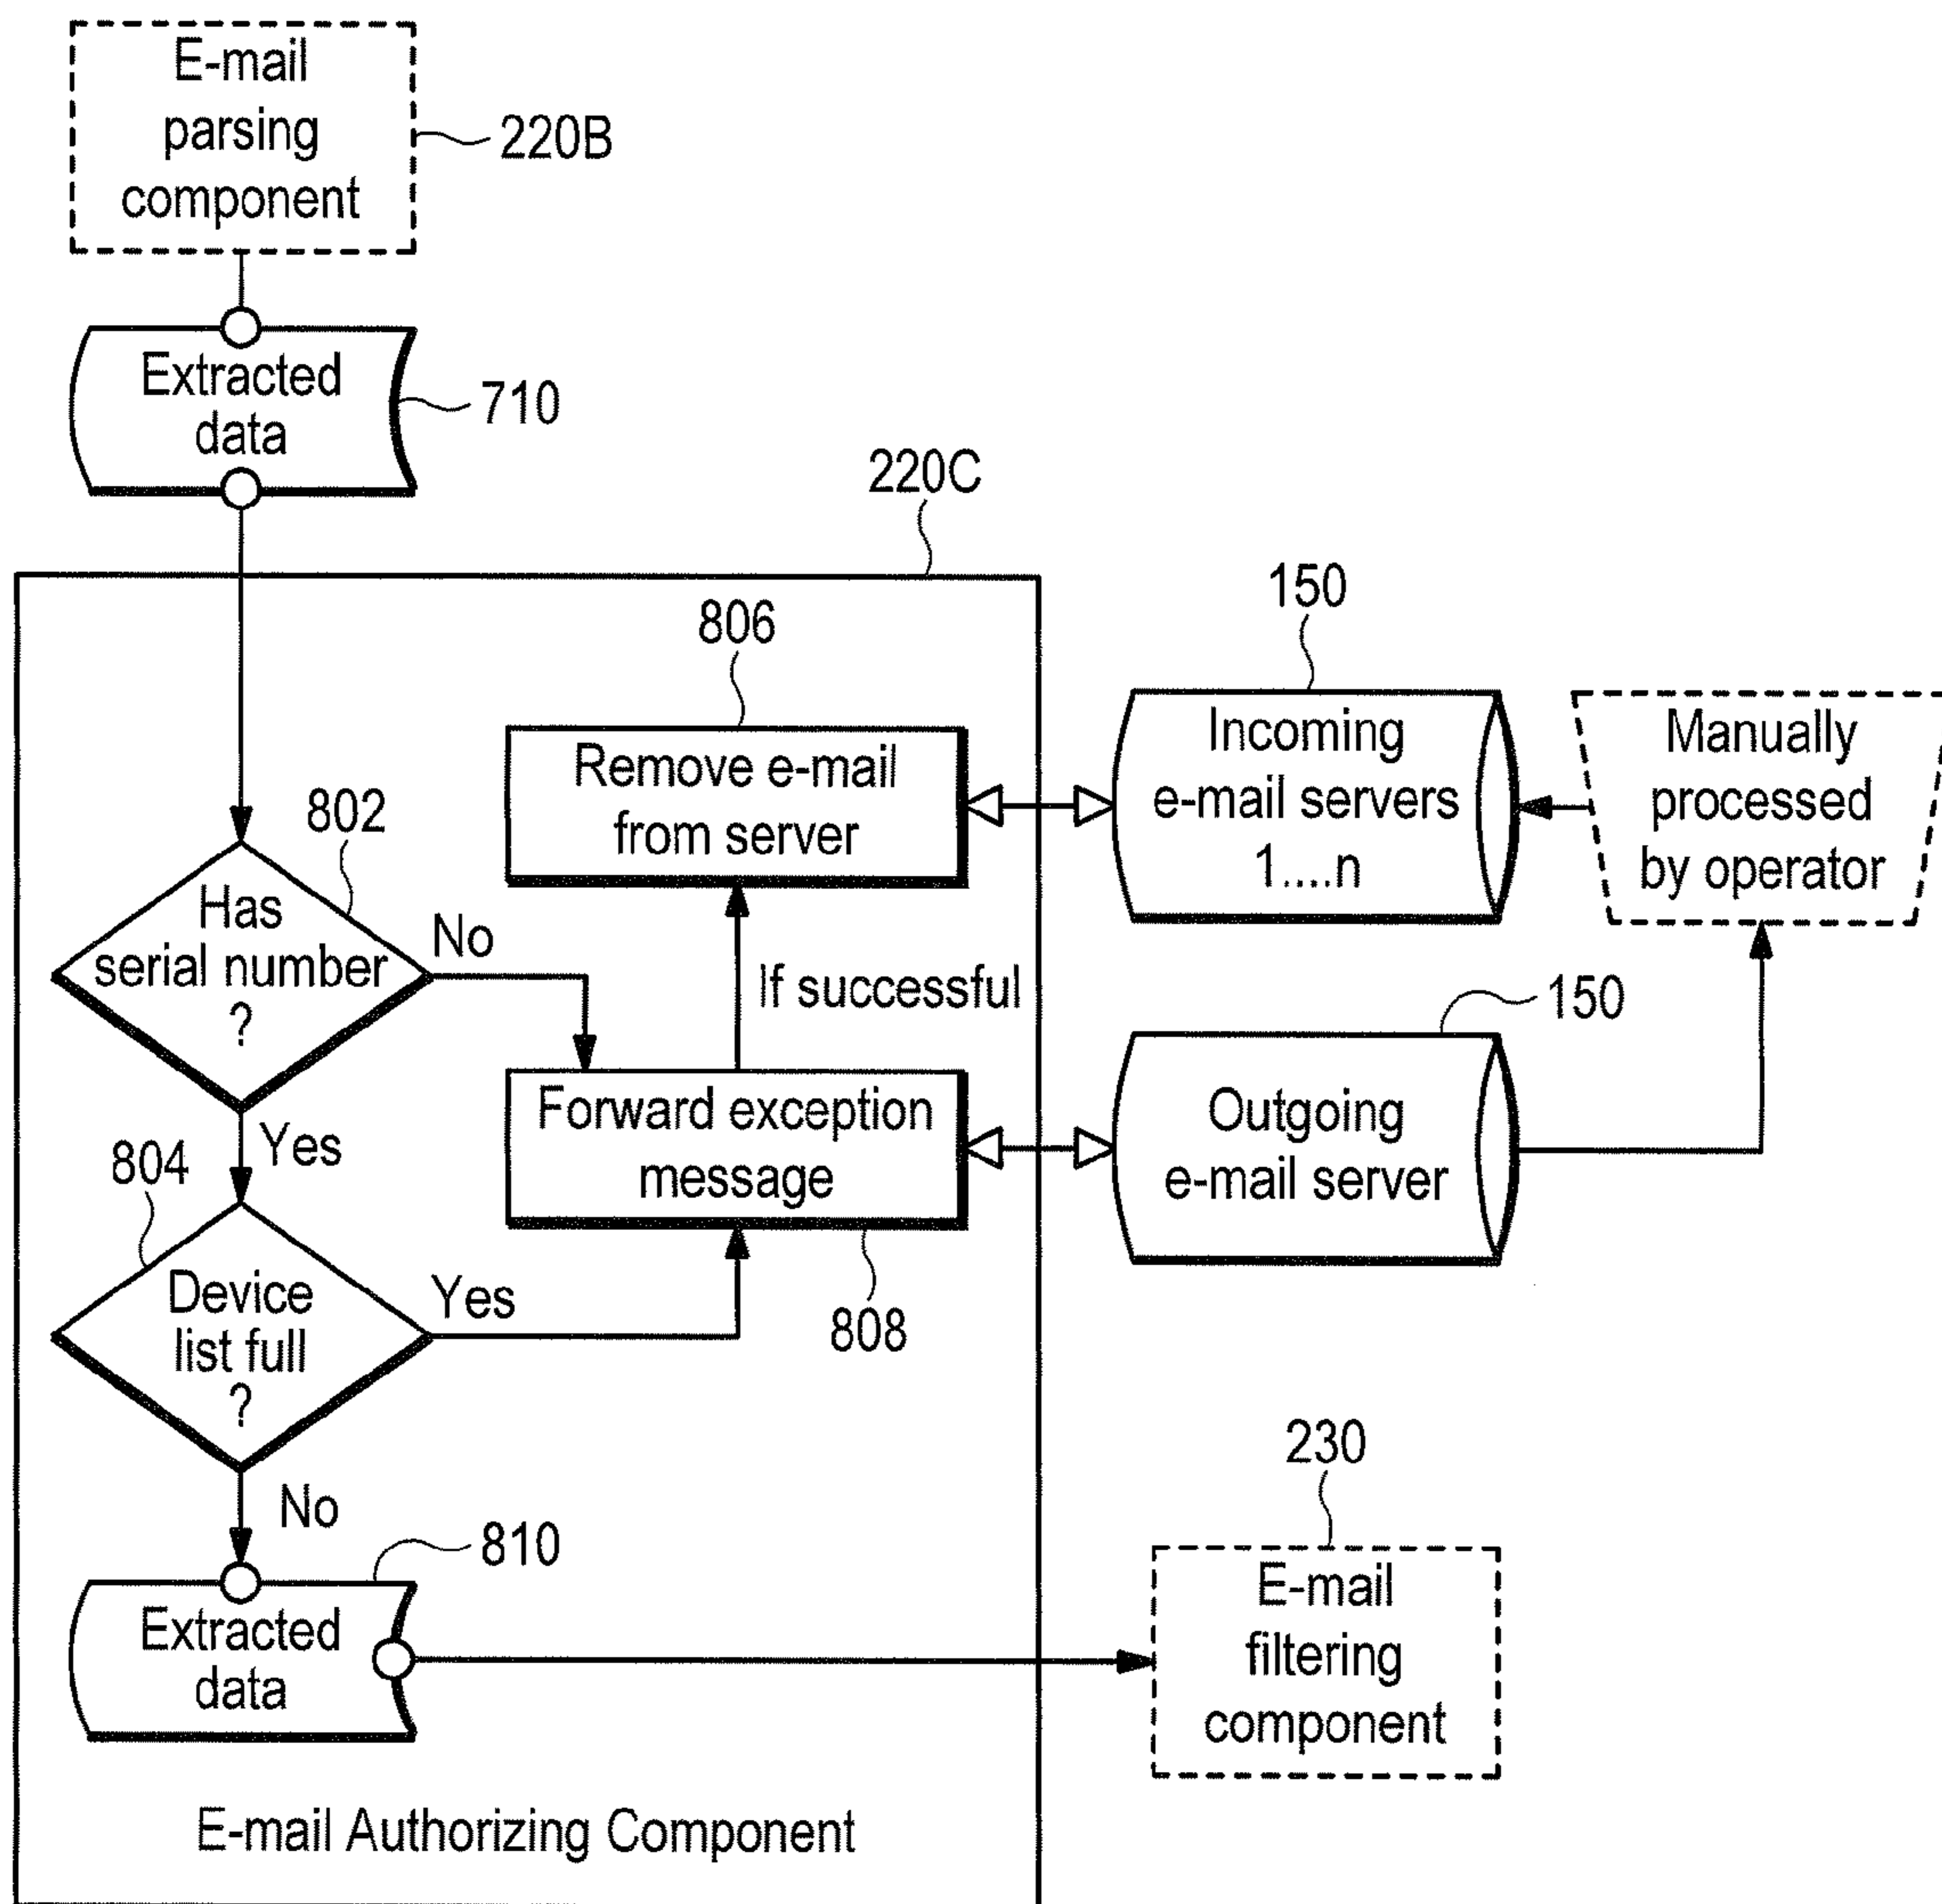 E-mail
parsing
component
220B
Extracted
data
710
220C
806
150
Remove e-mail
from server
Incoming
e-mail servers
1....n
Manually
processed
by operator
802
Has
serial number
?
No
If successful
150
Yes
804
Forward exception
message
Outgoing
e-mail server
Device
list full
?
Yes
808
No
810
Extracted
data
230
E-mail
filtering
component
E-mail Authorizing Component